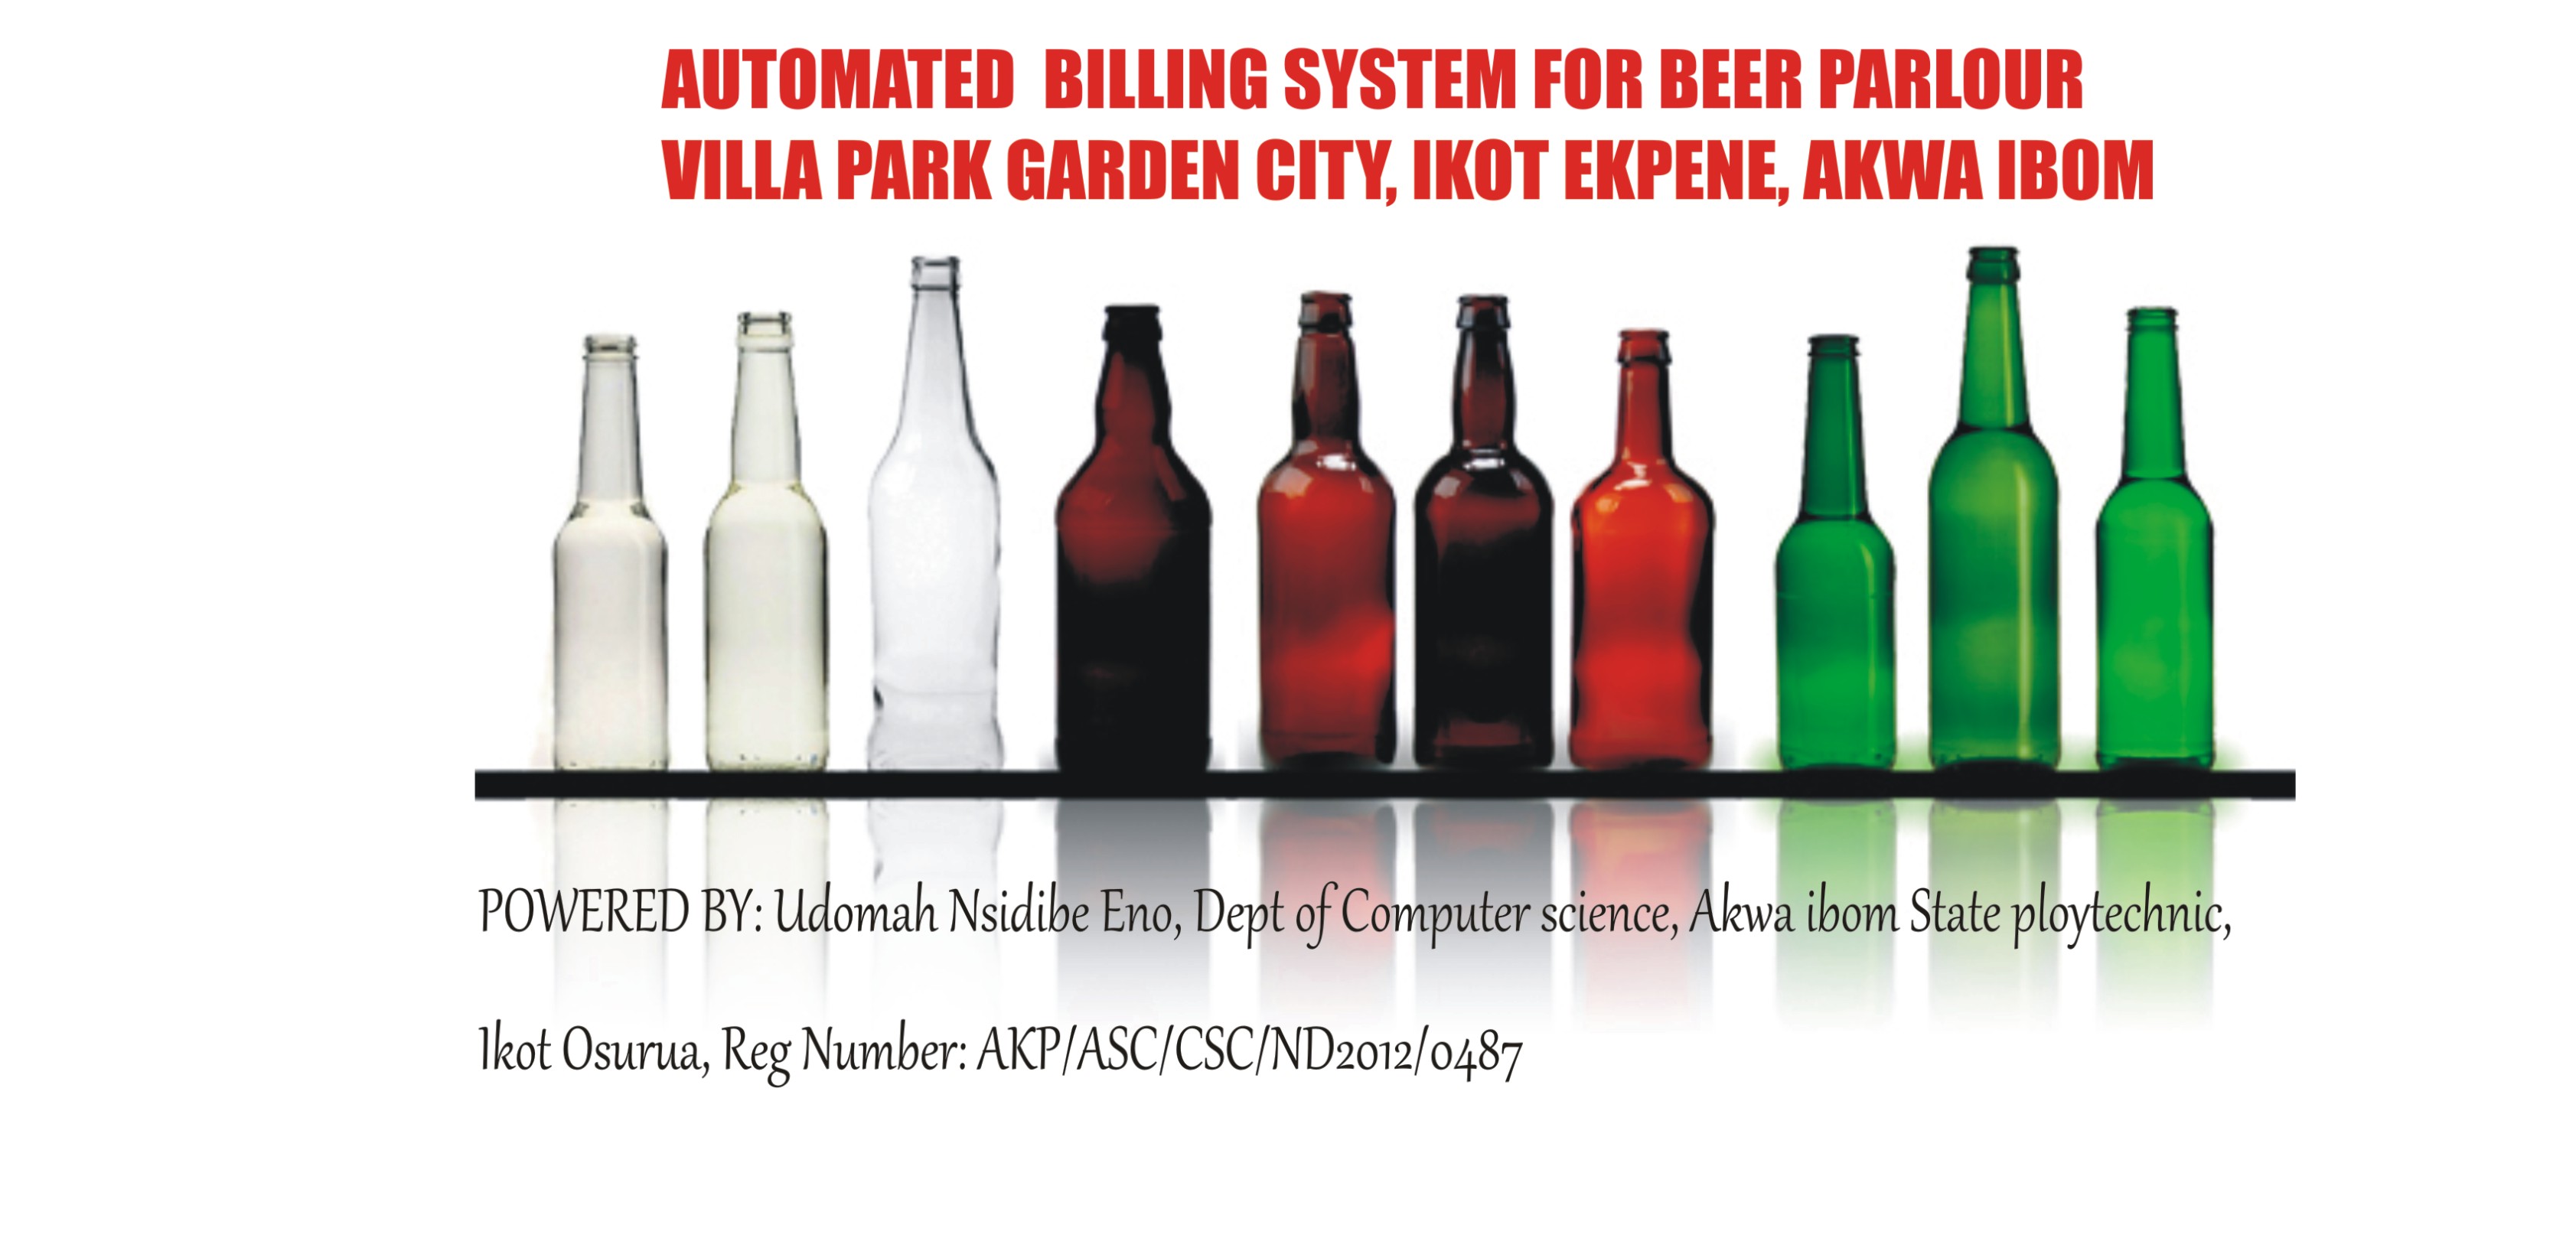 AUTOMATED BILLING SYSTEM FOR BEER PARLOUR
VILLA PARK GARDEN CITY, IKOT EKPENE, AKWA IBOM
POWERED BY: Udomah Nsidibe Eno, Dept of Computer science, Akwa ibom State ploytechnic,
Ikot Osurua, Reg Number: AKP/ASC/CSC/ND2012/0487